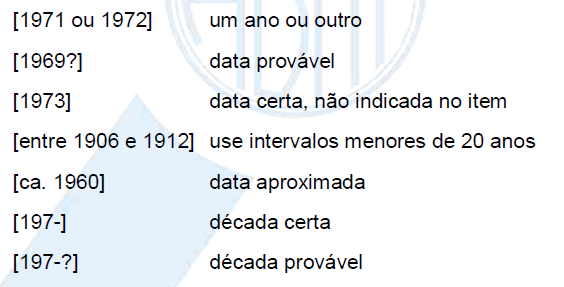 [1971 ou 1972] um ano ou outro
[1969?] data provável
[1973] data certa, não indicada no item
[entre 1906 e 1912] use intervalos menores de 20 anos
[ca. 1960] data aproximada
[197-] década certa
[197-?] década provável